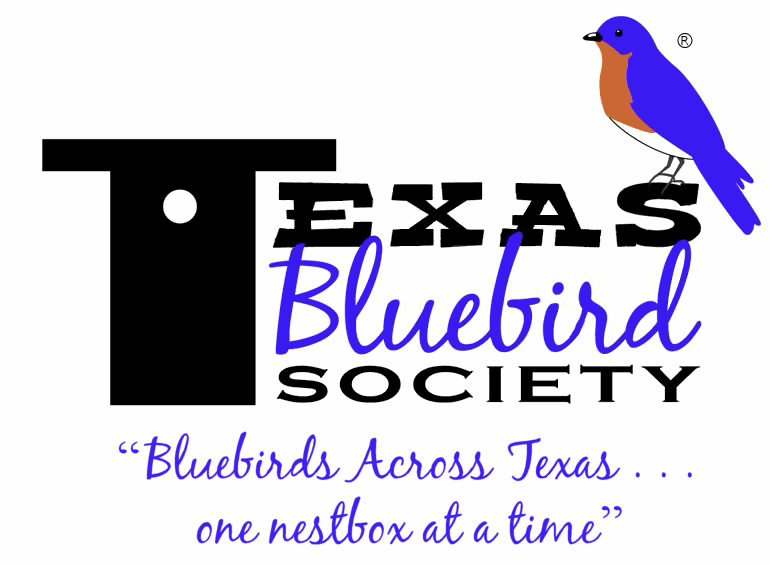 ®
TEXAS
Bluebird
SOCIETY
“Bluebirds Across Texas . . .
one nestbox at a time”